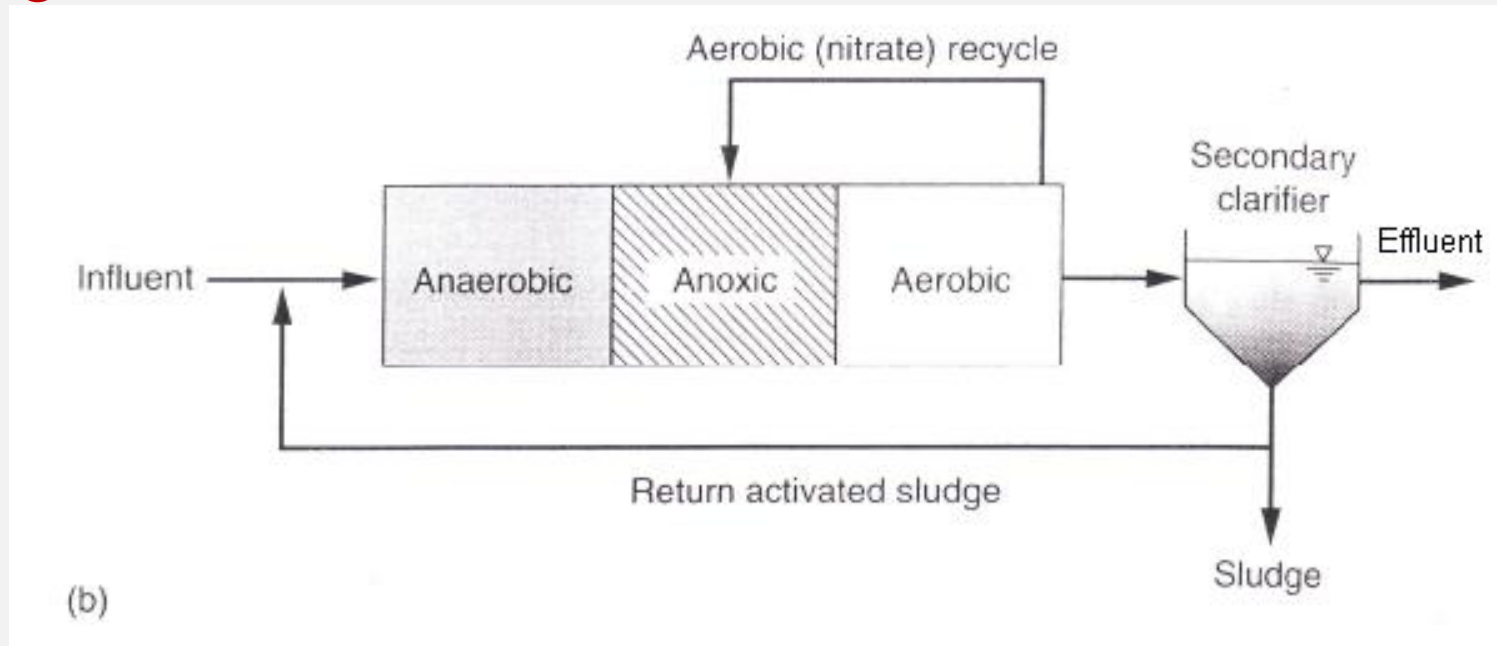 Aerobic (nitrate) recycle
Secondary
clarifier
Effluent
Influent
Anaerobic
Anoxic
Aerobic
Return activated sludge
Sludge
(b)